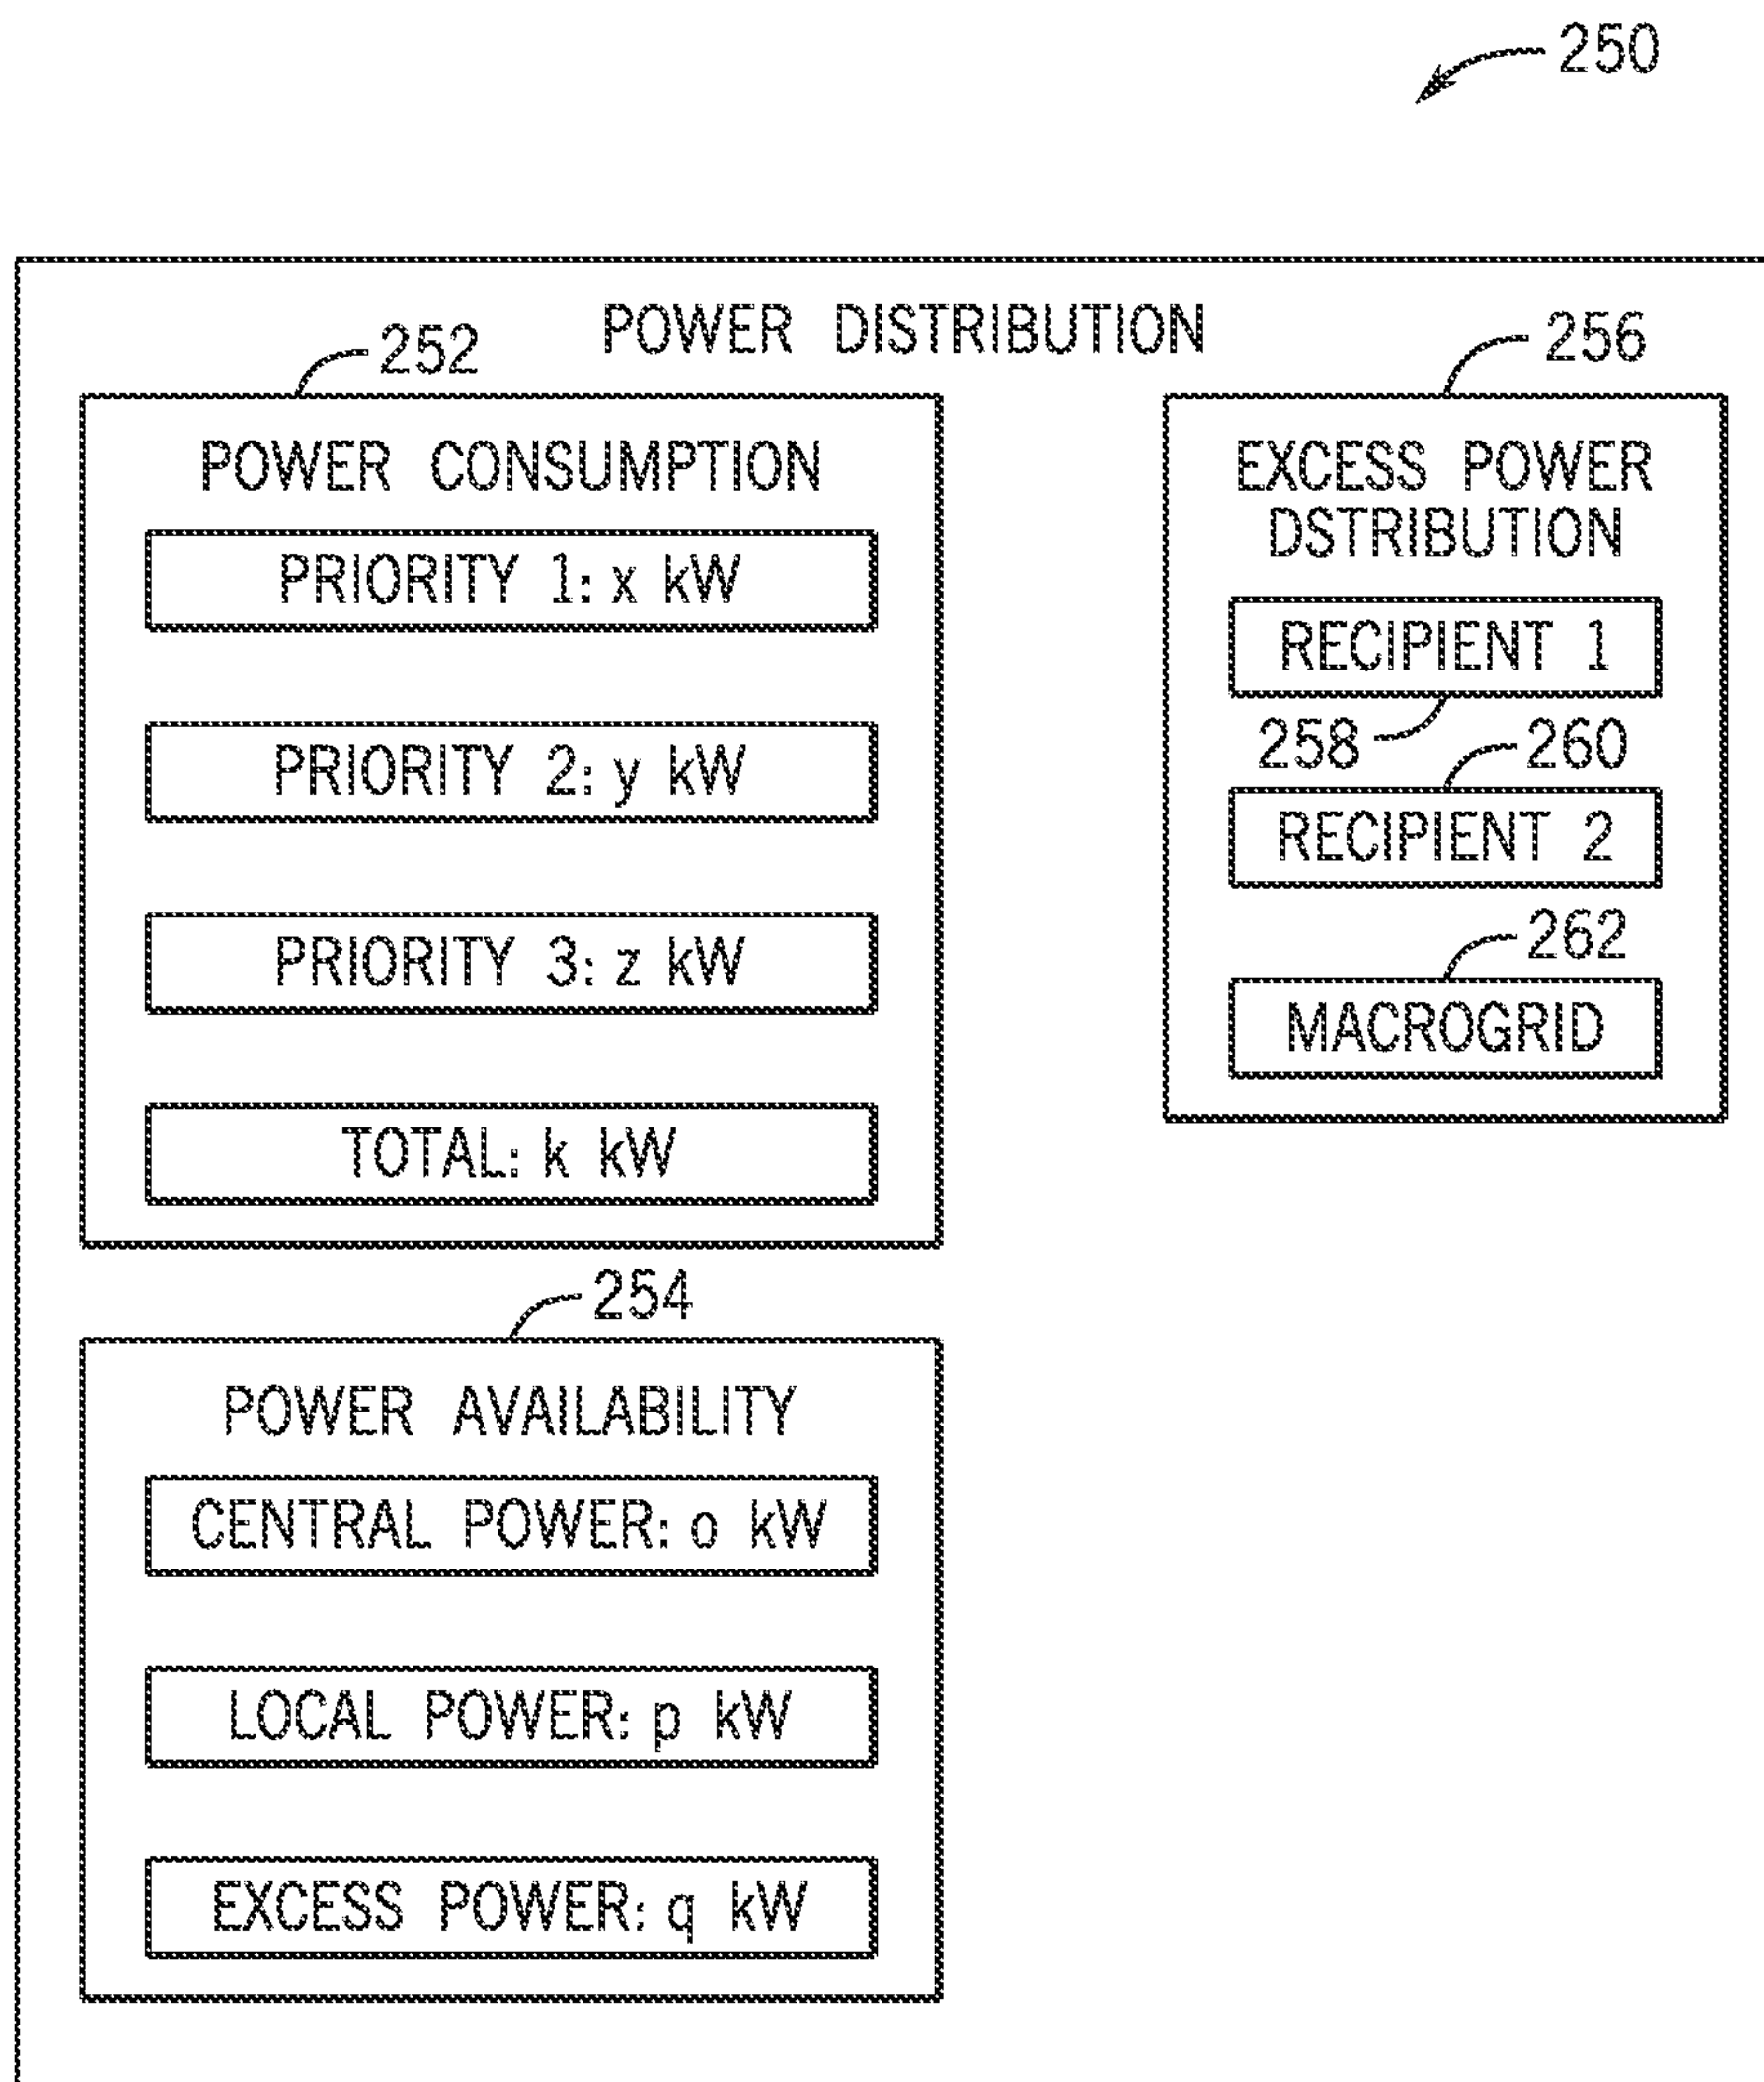 250
POWER DISTRIBUTION
252
POWER CONSUMPTION
PRIORITY 1: x kW
PRIORITY 2: y kW
PRIORITY 3: z kW
TOTAL: k kW
254
POWER AVAILABILITY
CENTRAL POWER: o kW
LOCAL POWER: p kW
EXCESS POWER: q kW
256
EXCESS POWER
DSTRIBUTION
RECIPIENT 1
258
260
RECIPIENT 2
262
MACROGRID